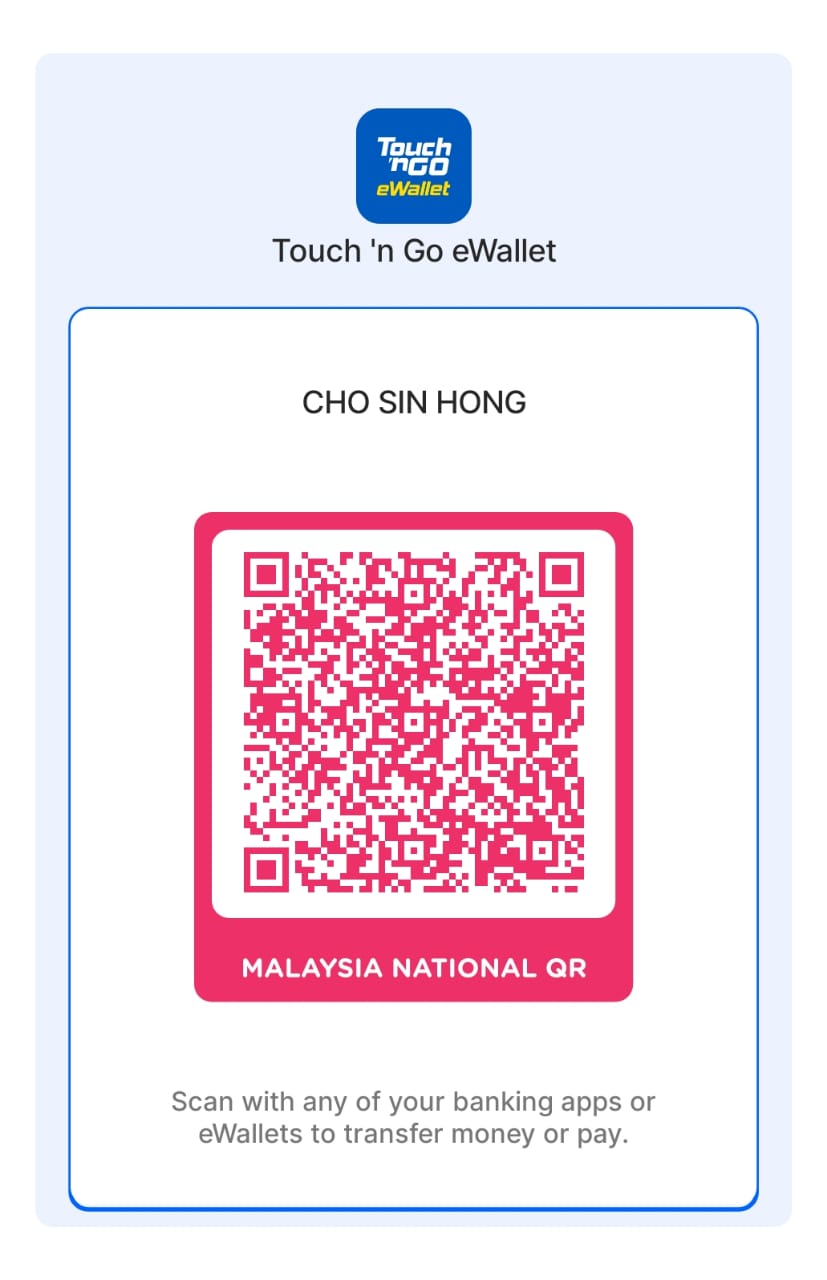 Touch
'nGO
eWallet
Touch 'n Go eWallet
CHO SIN HONG
MALAYSIA NATIONAL QR
Scan with any of your banking apps or
eWallets to transfer money or pay.